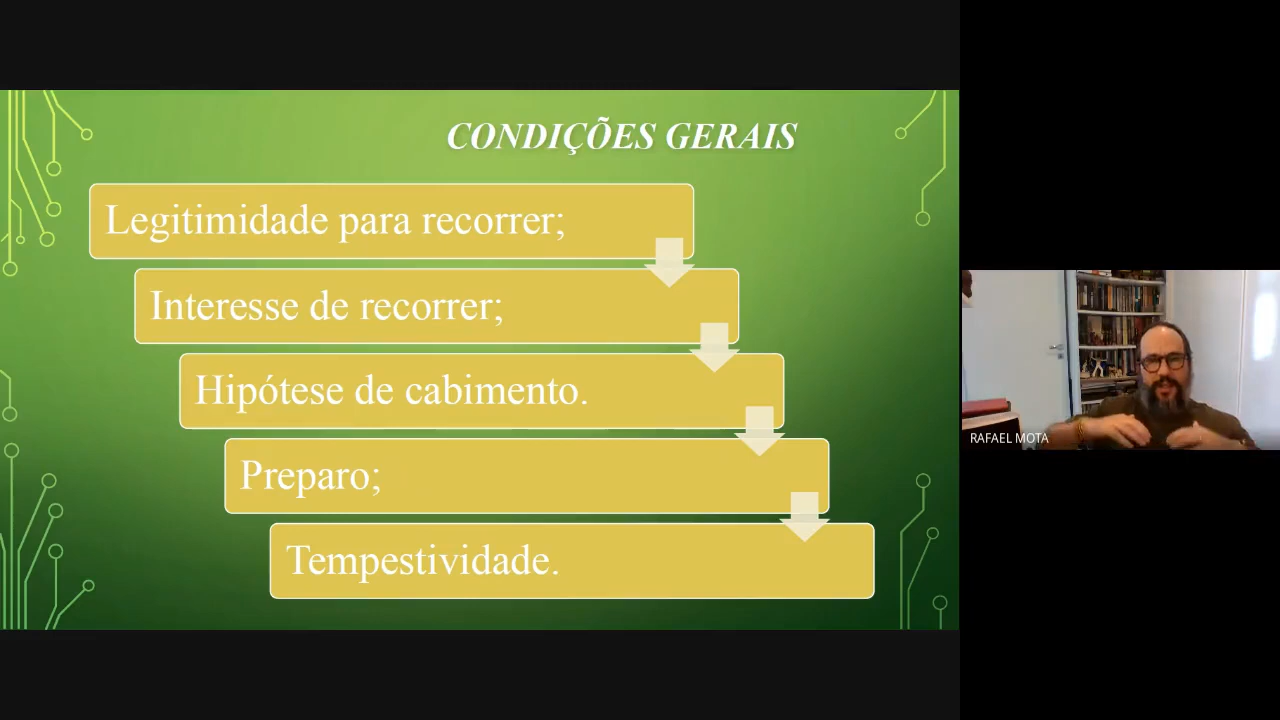 CONDIÇÕES GERAIS
Legitimidade para recorrer;
Interesse de recorrer;
Hipótese de cabimento.
Preparo;
Tempestividade.
RAFAEL MOTA